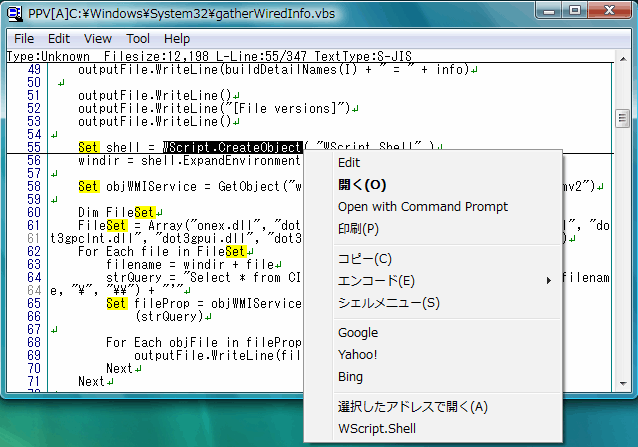 PPV[A]C:¥Windows¥System32¥gatherWiredInfo.vbs
File Edit View Tool Help
Type:Unknown Filesize:12,198 L-Line:55/347 TextType:S-JIS
49 outputFile.WriteLine(buildDetailNames(I) + " = " + info)↲
50 ↲
51 outputFile.WriteLine()↲
52 outputFile.WriteLine("[File versions]")↲
53 outputFile.WriteLine()↲
54 ↲
55 Set shell = WScript.CreateObject( "WScript.Shell" )↲
56 windir = shell.ExpandEnvironment
57 ↲
58 Set objWMIService = GetObject("w mv2")↲
59 ↲
60 Dim FileSet↲
61 FileSet = Array("onex.dll", "dot l", "do
61 t3gpclnt.dll", "dot3gpui.dll", "dot3 )↲
62 For Each file in FileSet↲
63 filename = windir + file
64 strQuery = "Select * from CI filenam
64 e, "¥", "¥¥") + "'"↲
65 Set fileProp = objWMIService
66 (strQuery)↲
67 ↲
68 For Each objFile in fileProp
69 outputFile.WriteLine(fil
70 Next↲
71 Next↲
72 ↲
Edit
開く(O)
Open with Command Prompt
印刷(P)
コピー(C)
エンコード(E)
シェルメニュー(S)
Google
Yahoo!
Bing
選択したアドレスで開く(A)
WScript.Shell